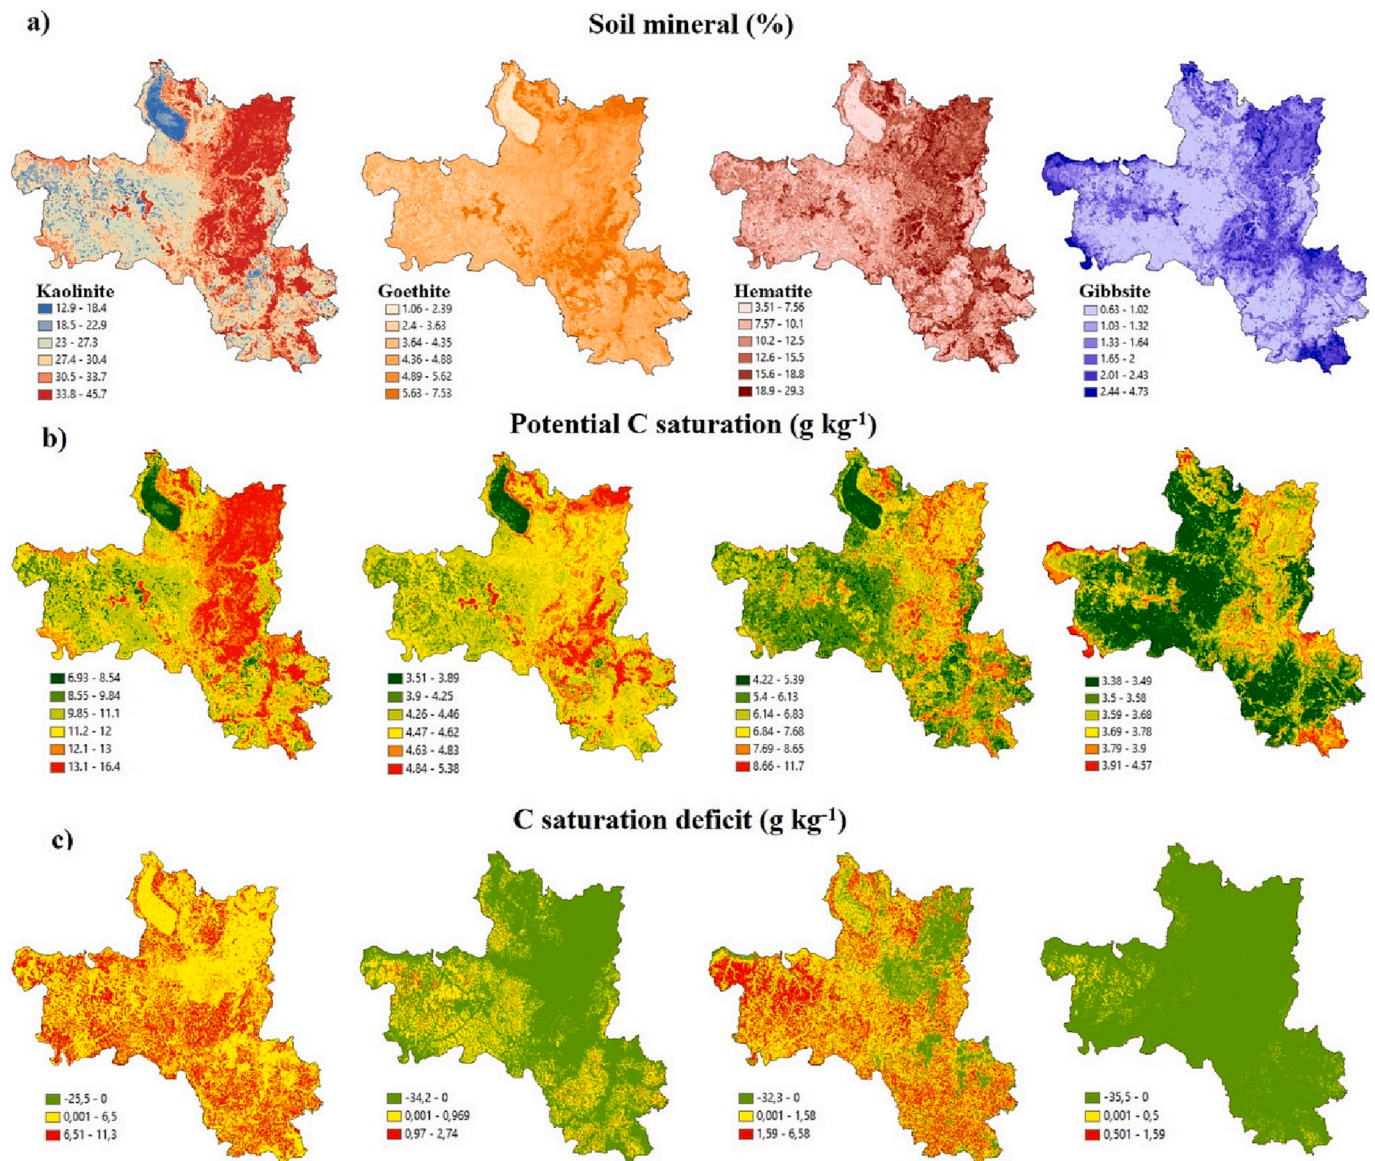 a)
Soil mineral (%)
Kaolinite
12.9 - 18.4
18.5 - 22.9
23 - 27.3
27.4 - 30.4
30.5 - 33.7
33.8 - 45.7
Goethite
1.06 - 2.39
2.4 - 3.63
3.64 - 4.35
4.36 - 4.88
4.89 - 5.62
5.63 - 7.53
Hematite
3.51 - 7.56
7.57 - 10.1
10.2 - 12.5
12.6 - 15.5
15.6 - 18.8
18.9 - 29.3
Gibbsite
0.63 - 1.02
1.03 - 1.32
1.33 - 1.64
1.65 - 2
2.01 - 2.43
2.44 - 4.73
b)
Potential C saturation (g kg⁻¹)
6.93 - 8.54
8.55 - 9.84
9.85 - 11.1
11.2 - 12
12.1 - 13
13.1 - 16.4
3.51 - 3.89
3.9 - 4.25
4.26 - 4.46
4.47 - 4.62
4.63 - 4.83
4.84 - 5.38
4.22 - 5.39
5.4 - 6.13
6.14 - 6.83
6.84 - 7.68
7.69 - 8.65
8.66 - 11.7
3.38 - 3.49
3.5 - 3.58
3.59 - 3.68
3.69 - 3.78
3.79 - 3.9
3.91 - 4.57
c)
C saturation deficit (g kg⁻¹)
-25,5 - 0
0,001 - 6,5
6,51 - 11,3
-34,2 - 0
0,001 - 0,969
0,97 - 2,74
-32,3 - 0
0,001 - 1,58
1,59 - 6,58
-35,5 - 0
0,001 - 0,5
0,501 - 1,59